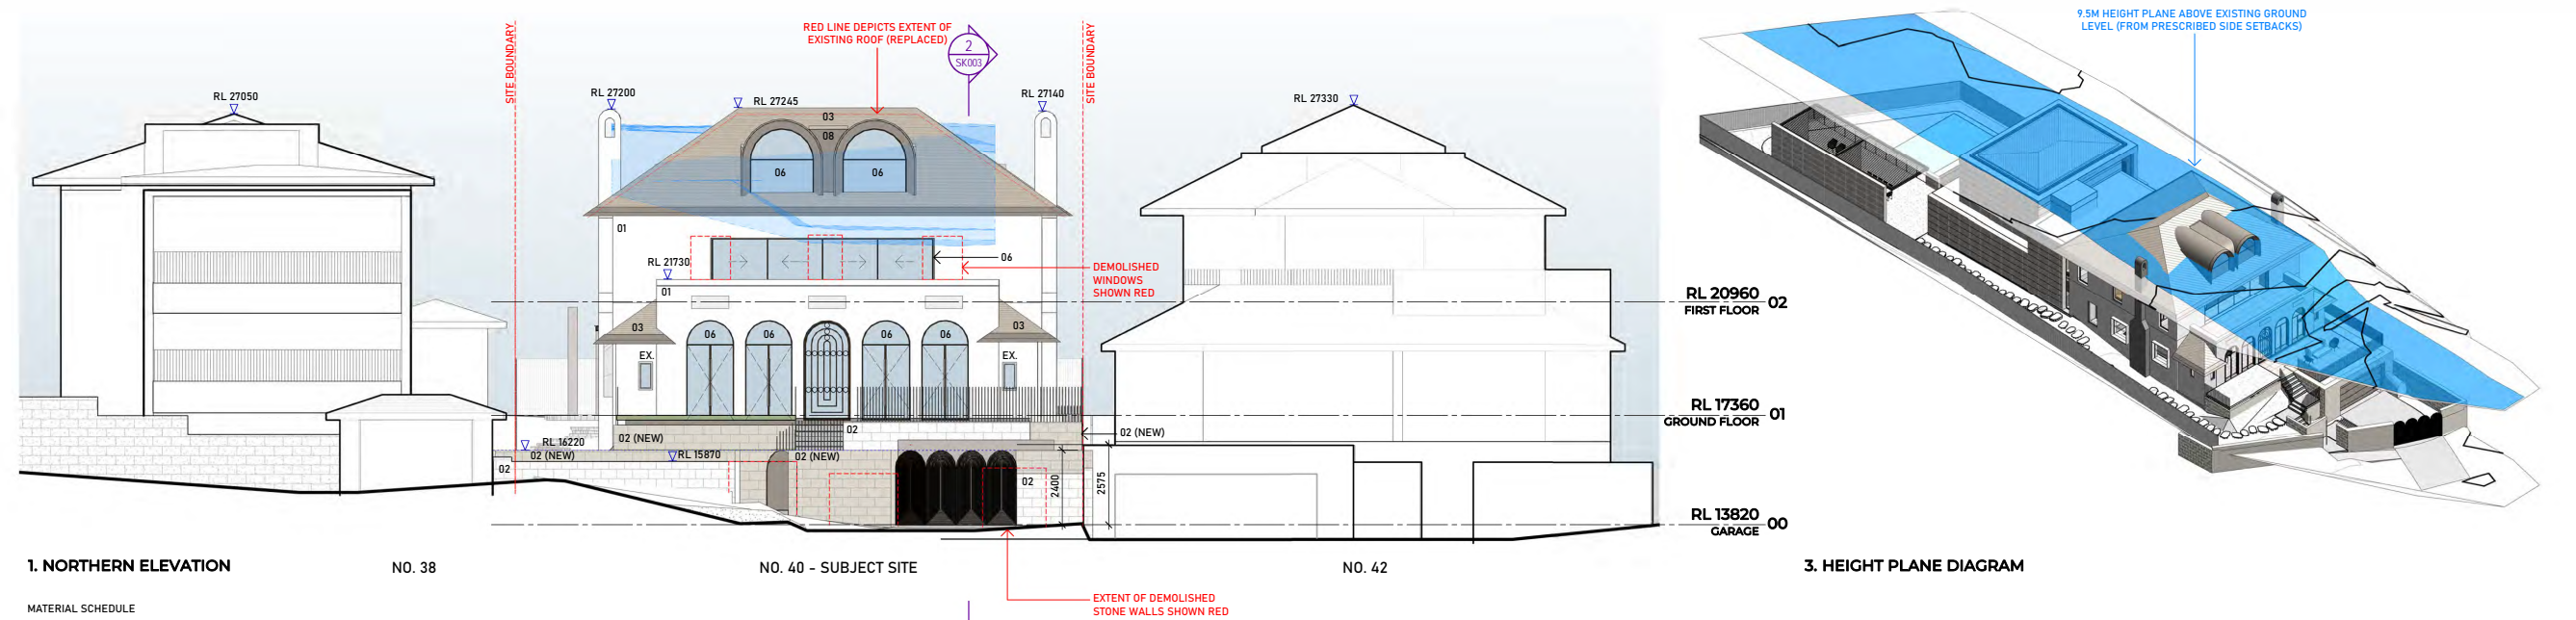 RED LINE DEPICTS EXTENT OF
EXISTING ROOF (REPLACED)
2
SK003
SITE BOUNDARY
SITE BOUNDARY
9.5M HEIGHT PLANE ABOVE EXISTING GROUND
LEVEL (FROM PRESCRIBED SIDE SETBACKS)
RL 27050
RL 27200
RL 27245
RL 27140
RL 27330
03
08
06
06
01
RL 21730
06
DEMOLISHED
WINDOWS
SHOWN RED
01
RL 20960 02
FIRST FLOOR
03
06
06
06
06
03
EX.
EX.
RL 17360 01
GROUND FLOOR
02
02 (NEW)
RL 16220
02 (NEW)
02 (NEW)
RL 15870
02 (NEW)
02
02
2400
2575
RL 13820 00
GARAGE
1. NORTHERN ELEVATION
NO. 38
NO. 40 - SUBJECT SITE
NO. 42
3. HEIGHT PLANE DIAGRAM
EXTENT OF DEMOLISHED
STONE WALLS SHOWN RED
MATERIAL SCHEDULE